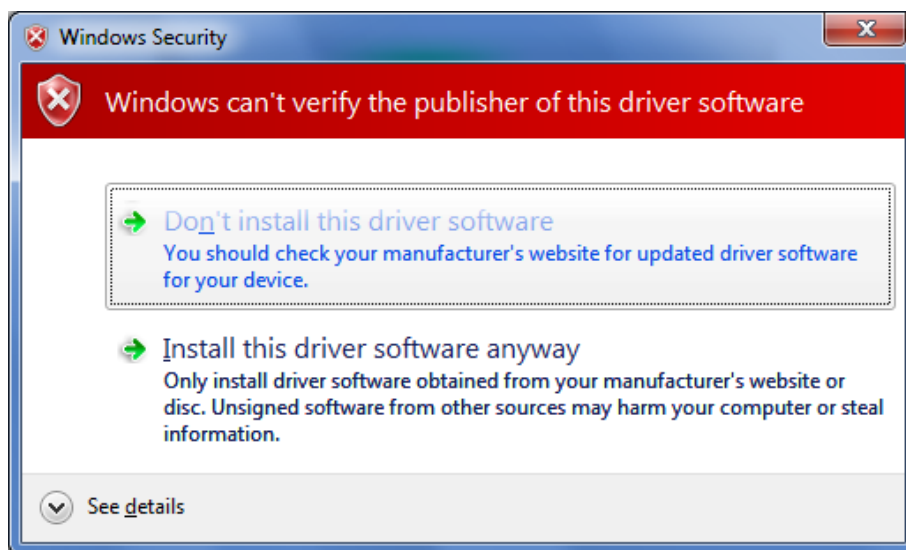 Windows Security
Windows can't verify the publisher of this driver software
Don't install this driver software
You should check your manufacturer's website for updated driver software
for your device.
Install this driver software anyway
Only install driver software obtained from your manufacturer's website or
disc. Unsigned software from other sources may harm your computer or steal
information.
See details